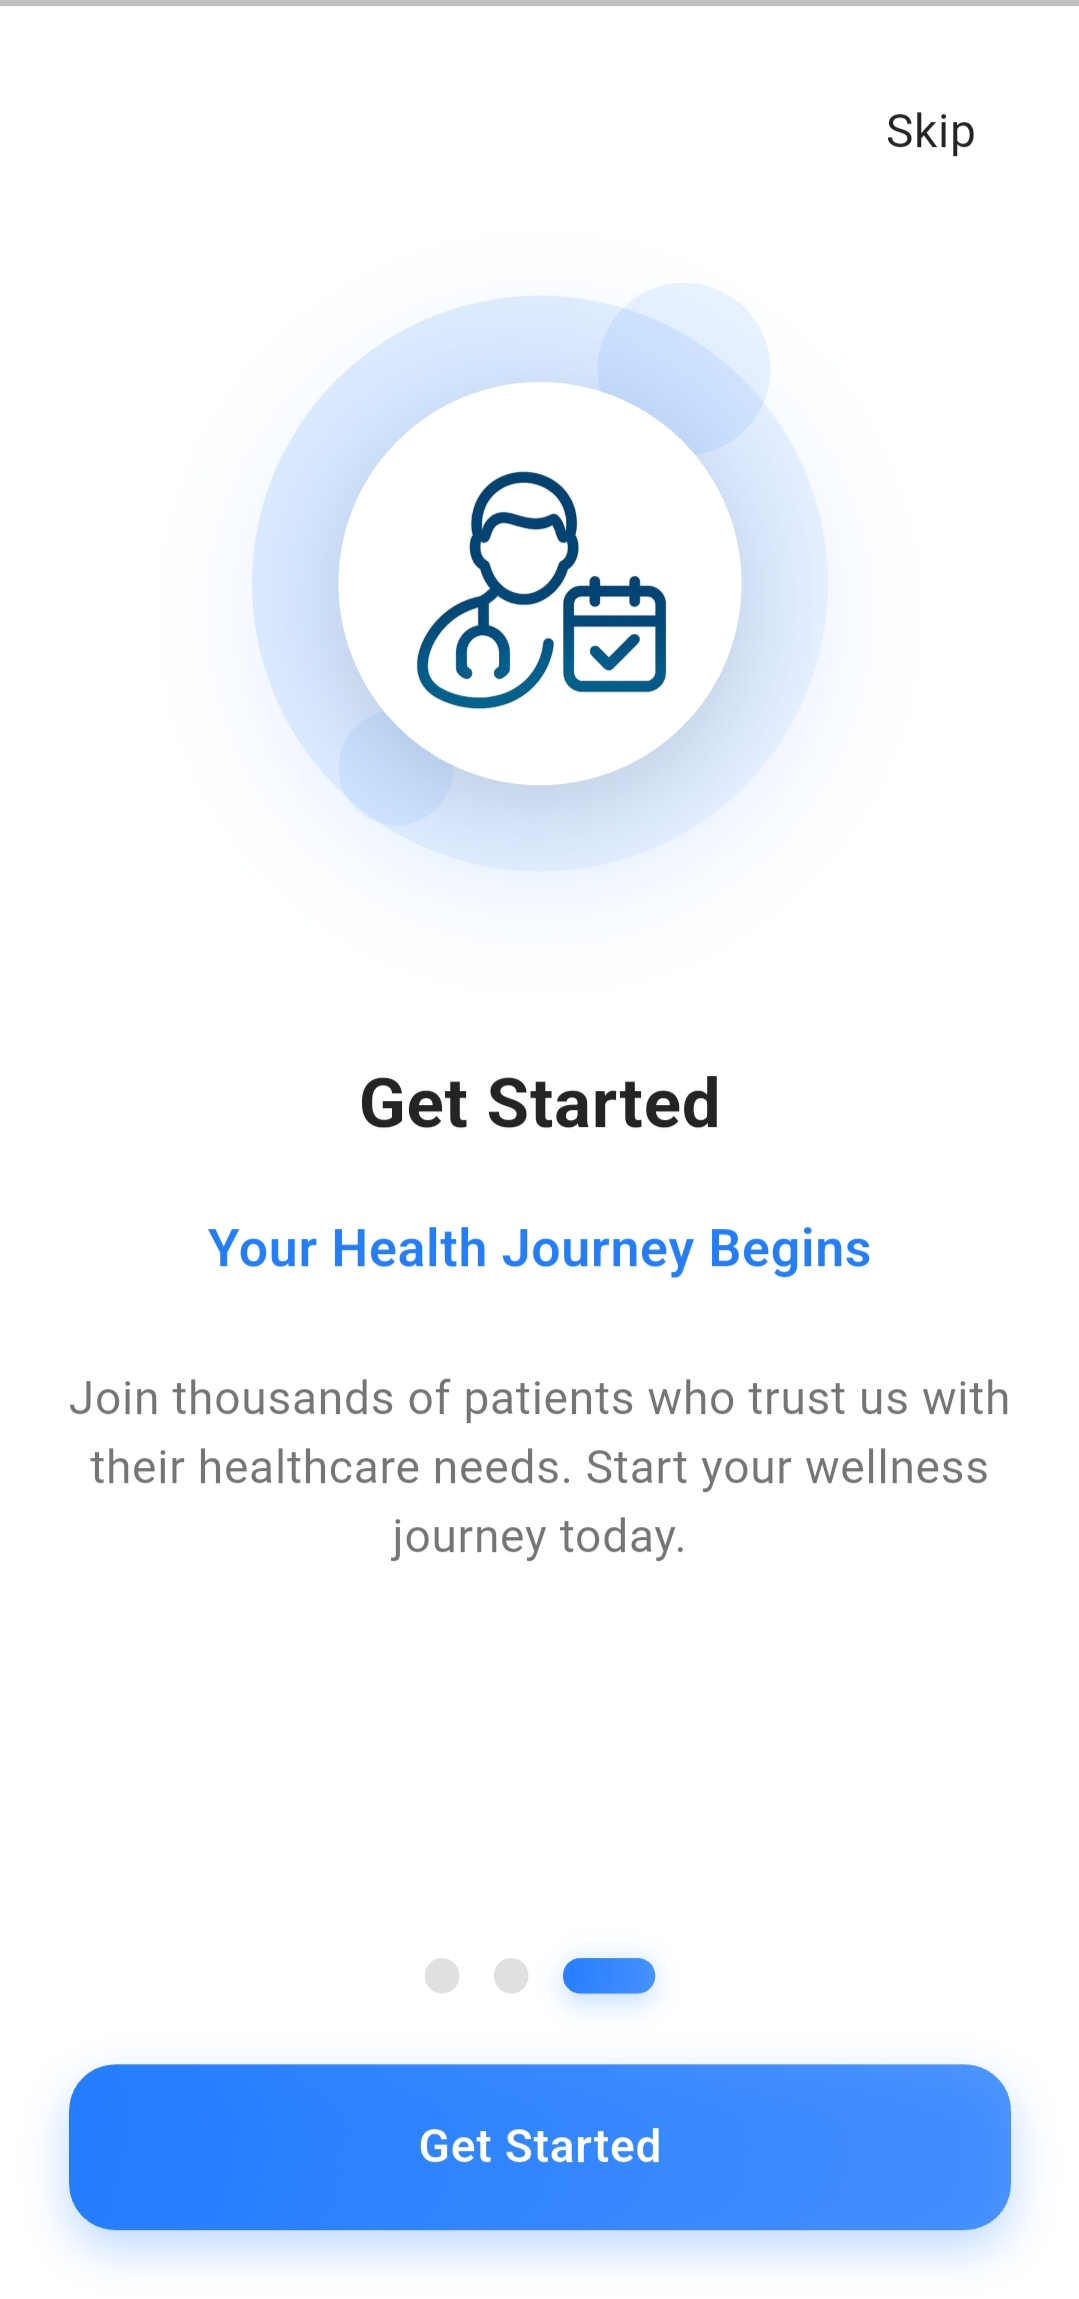 Skip
Get Started
Your Health Journey Begins
Join thousands of patients who trust us with
their healthcare needs. Start your wellness
journey today.
Get Started